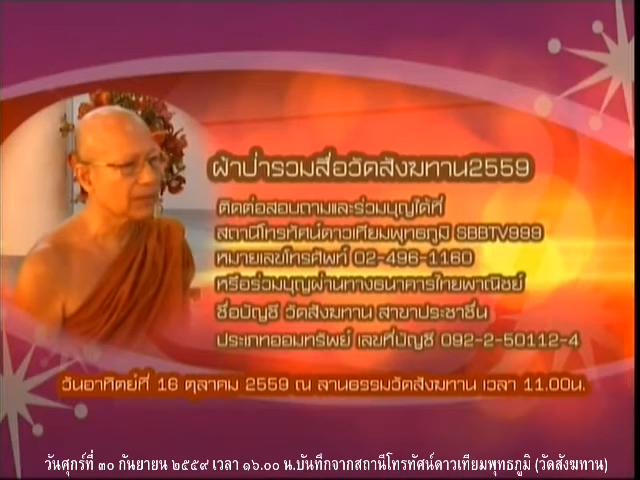 ผ้าป่ารวมสื่อวัดสังฆทาน2559
ติดต่อสอบถามและร่วมบุญได้ที่
สถานีโทรทัศน์ดาวเทียมพุทธภูมิ SBBTV999
หมายเลขโทรศัพท์ 02-496-1160
หรือร่วมบุญผ่านทางธนาคารไทยพาณิชย์
ชื่อบัญชี วัดสังฆทาน สาขาประชาชื่น
ประเภทออมทรัพย์ เลขที่บัญชี 092-2-50112-4
วันอาทิตย์ที่ 16 ตุลาคม 2559 ณ ลานธรรมวัดสังฆทาน เวลา 11.00น.
วันศุกร์ที่ ๓๐ กันยายน ๒๕๕๙ เวลา ๑๖.๐๐ น.บันทึกจากสถานีโทรทัศน์ดาวเทียมพุทธภูมิ (วัดสังฆทาน)